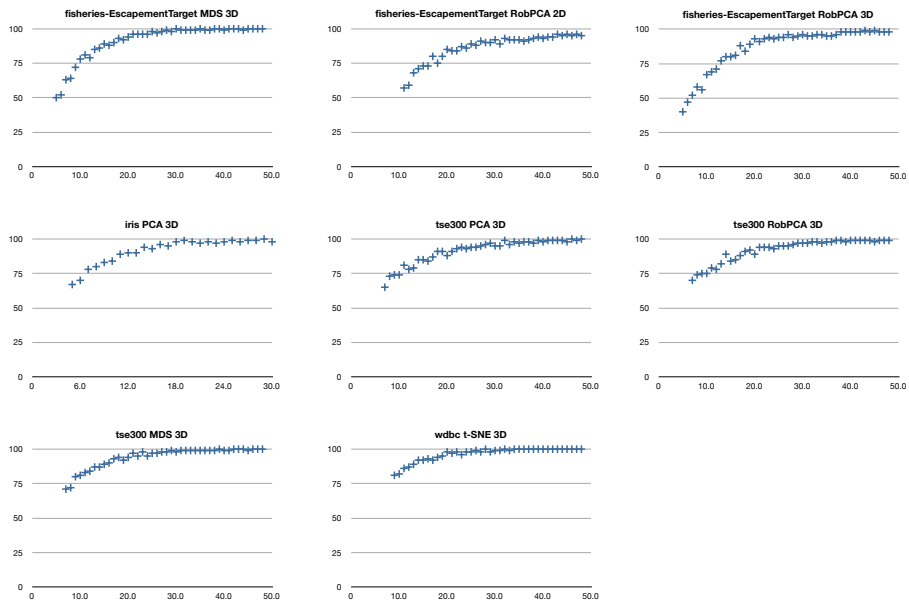 fisheries-EscapementTarget MDS 3D
100
75
50
25
0
0 10.0 20.0 30.0 40.0 50.0
fisheries-EscapementTarget RobPCA 2D
100
75
50
25
0
0 10.0 20.0 30.0 40.0 50.0
fisheries-EscapementTarget RobPCA 3D
100
75
50
25
0
0 10.0 20.0 30.0 40.0 50.0
iris PCA 3D
100
75
50
25
0
0 6.0 12.0 18.0 24.0 30.0
tse300 PCA 3D
100
75
50
25
0
0 10.0 20.0 30.0 40.0 50.0
tse300 RobPCA 3D
100
75
50
25
0
0 10.0 20.0 30.0 40.0 50.0
tse300 MDS 3D
100
75
50
25
0
0 10.0 20.0 30.0 40.0 50.0
wdbc t-SNE 3D
100
75
50
25
0
0 10.0 20.0 30.0 40.0 50.0